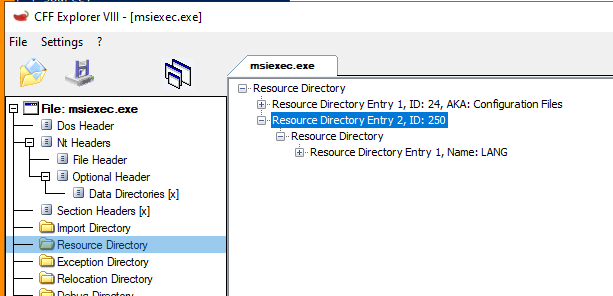 CFF Explorer VIII - [msiexec.exe]
File Settings ?
msiexec.exe
File: msiexec.exe
Dos Header
Nt Headers
File Header
Optional Header
Data Directories [x]
Section Headers [x]
Import Directory
Resource Directory
Exception Directory
Relocation Directory
Debug Directory
Resource Directory
Resource Directory Entry 1, ID: 24, AKA: Configuration Files
Resource Directory Entry 2, ID: 250
Resource Directory
Resource Directory Entry 1, Name: LANG